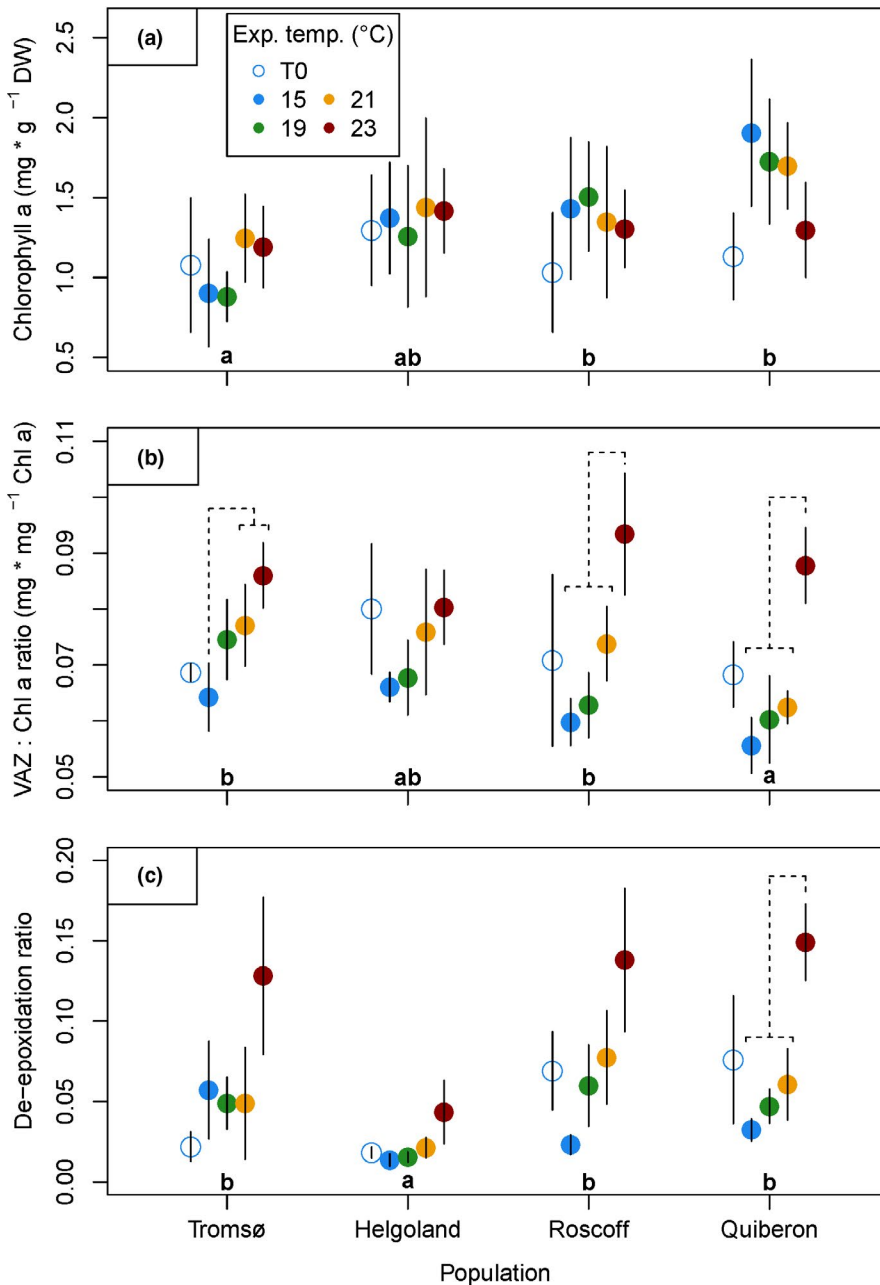 (a)
Exp. temp. (°C)
T0
15 21
19 23
Chlorophyll a (mg * g −1 DW)
2.5
2.0
1.5
1.0
0.5
a ab b b
(b)
VAZ : Chl a ratio (mg * mg −1 Chl a)
0.11
0.09
0.07
0.05
b ab b a
(c)
De−epoxidation ratio
0.20
0.15
0.10
0.05
0.00
b a b b
Tromsø Helgoland Roscoff Quiberon
Population